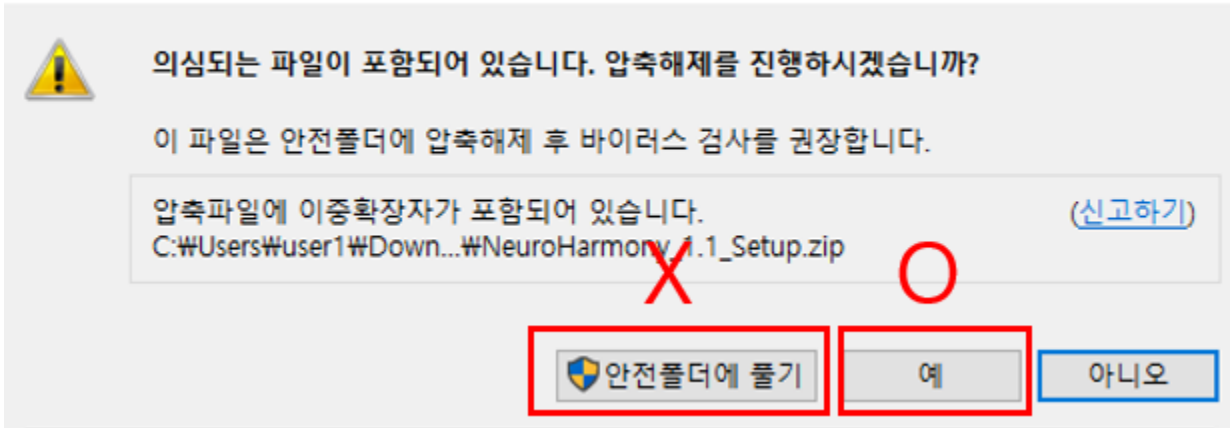 의심되는 파일이 포함되어 있습니다. 압축해제를 진행하시겠습니까?
이 파일은 안전폴더에 압축해제 후 바이러스 검사를 권장합니다.
압축파일에 이중확장자가 포함되어 있습니다. (신고하기)
C:₩Users₩user1₩Down...₩NeuroHarmony_1.1_Setup.zip
X O
안전폴더에 풀기 예 아니오